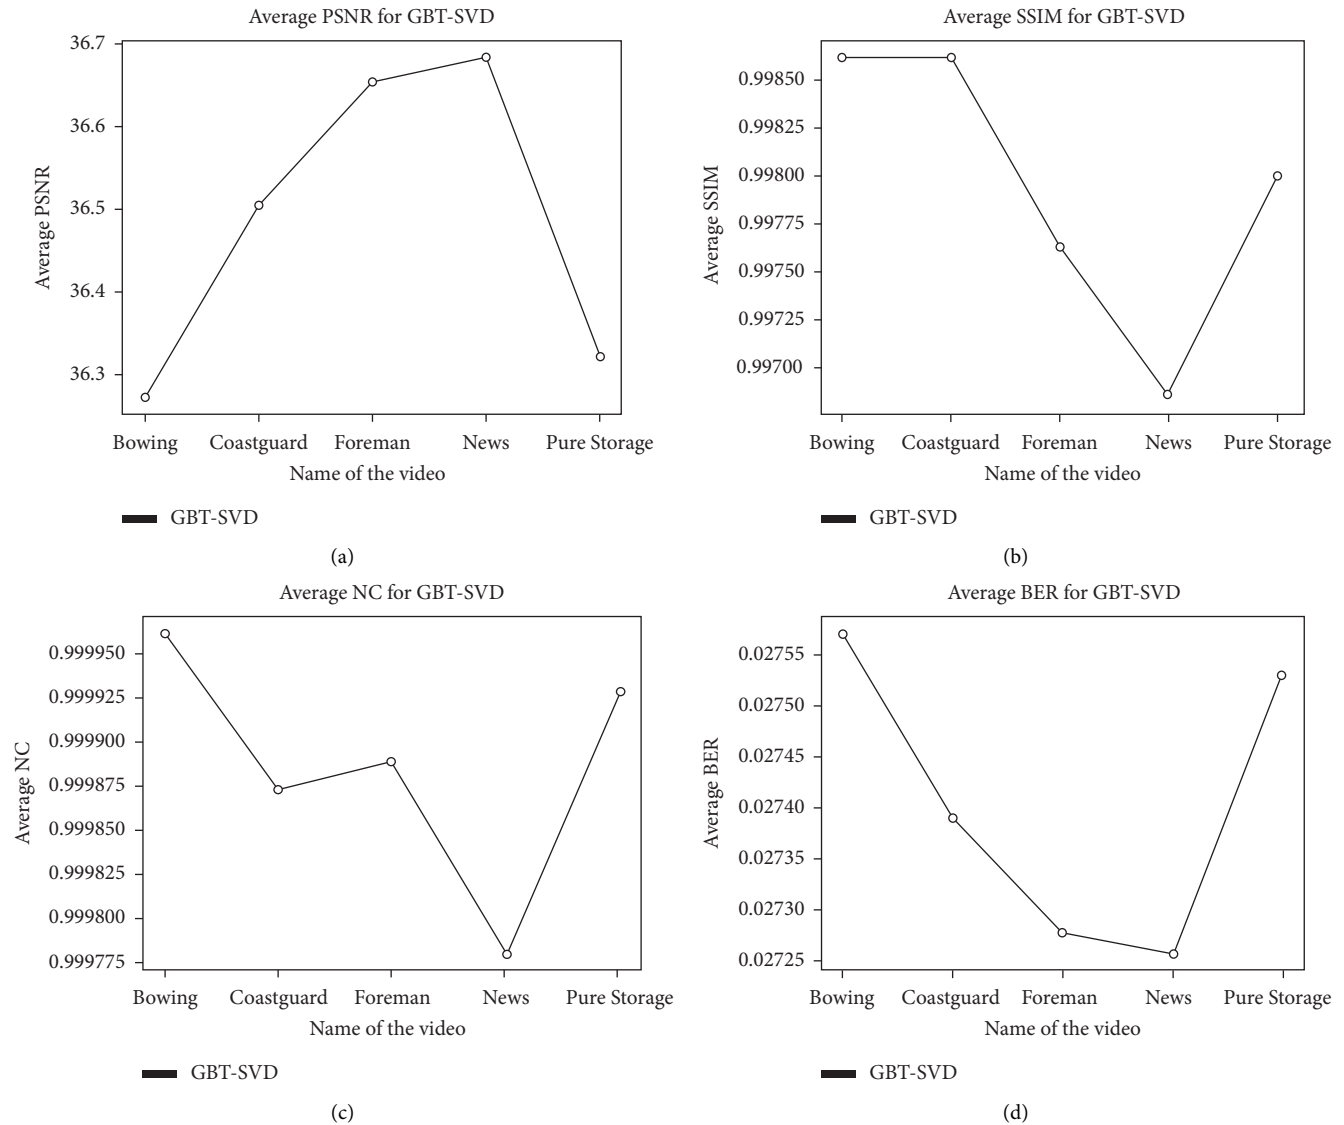 Average PSNR for GBT-SVD
36.7
36.6
36.5
36.4
36.3
Average PSNR
Bowing Coastguard Foreman News Pure Storage
Name of the video
GBT-SVD
(a)
Average SSIM for GBT-SVD
0.99850
0.99825
0.99800
0.99775
0.99750
0.99725
0.99700
Average SSIM
Bowing Coastguard Foreman News Pure Storage
Name of the video
GBT-SVD
(b)
Average NC for GBT-SVD
0.999950
0.999925
0.999900
0.999875
0.999850
0.999825
0.999800
0.999775
Average NC
Bowing Coastguard Foreman News Pure Storage
Name of the video
GBT-SVD
(c)
Average BER for GBT-SVD
0.02755
0.02750
0.02745
0.02740
0.02735
0.02730
0.02725
Average BER
Bowing Coastguard Foreman News Pure Storage
Name of the video
GBT-SVD
(d)